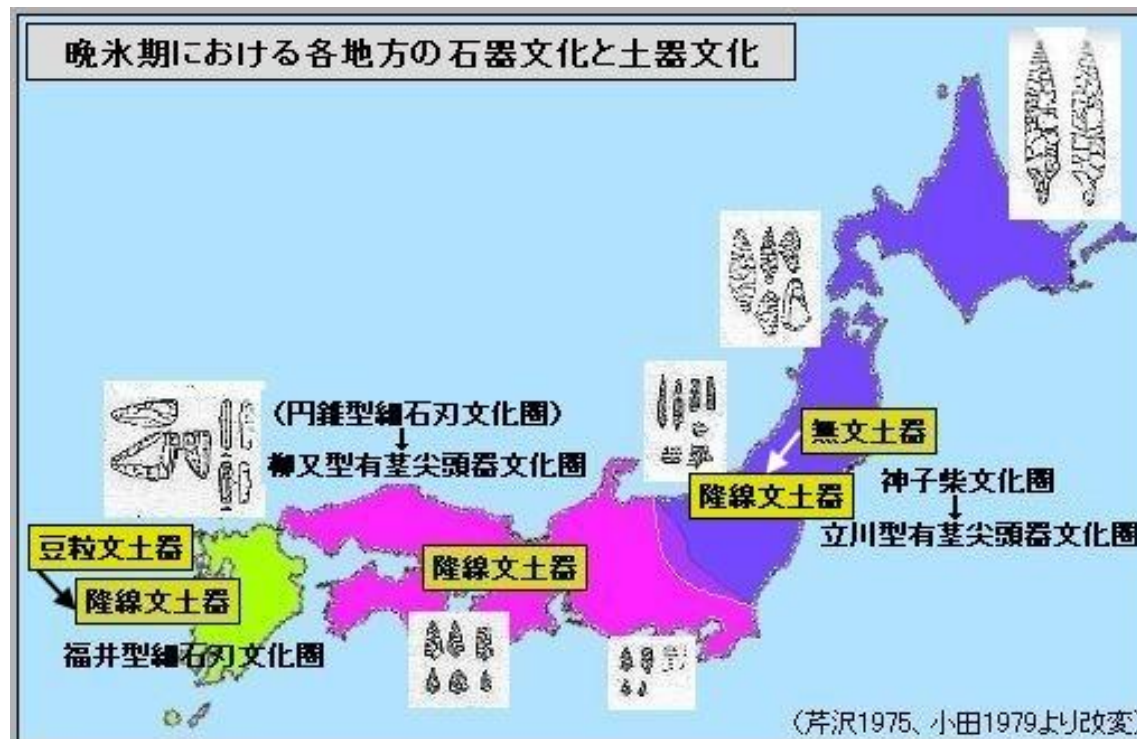 晩氷期における各地方の石器文化と土器文化
(円錐型細石刃文化圏)
柳又型有茎尖頭器文化圏
無文土器
隆線文土器
神子柴文化圏
立川型有茎尖頭器文化圏
豆粒文土器
隆線文土器
福井型細石刃文化圏
隆線文土器
(芹沢1975、小田1979より改変)